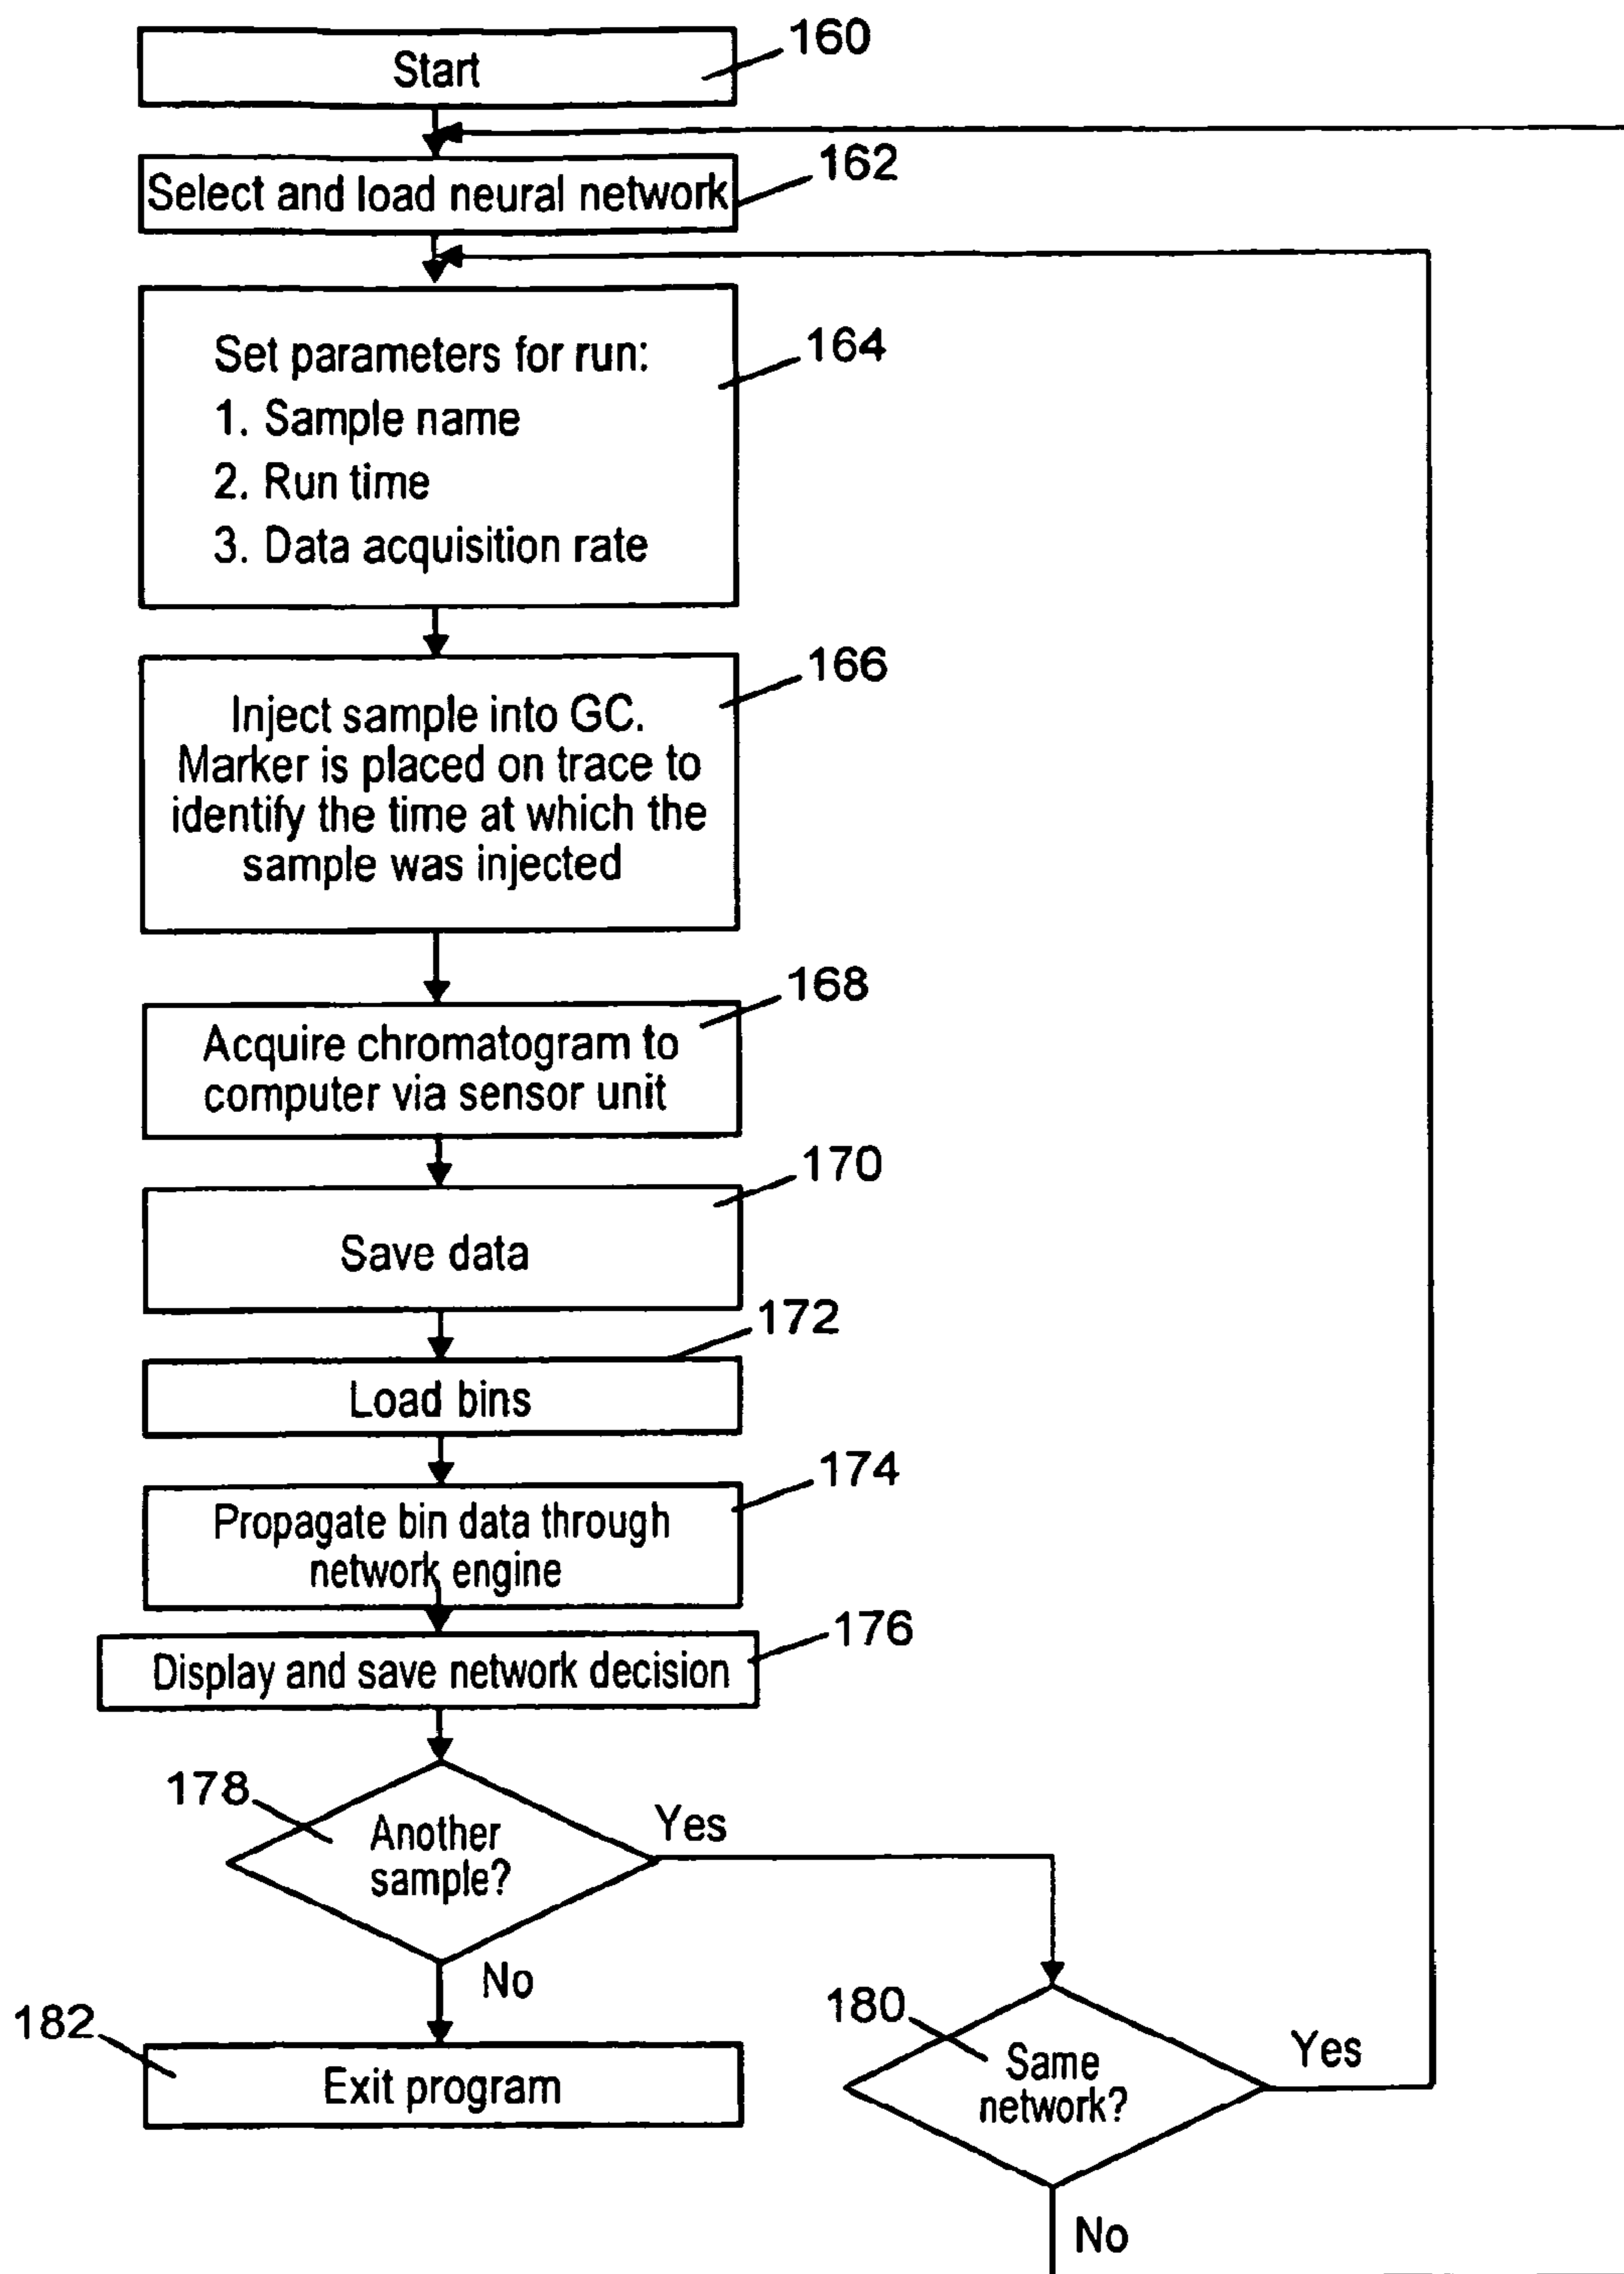 160
Start
162
Select and load neural network
164
Set parameters for run:
1. Sample name
2. Run time
3. Data acquisition rate
166
Inject sample into GC.
Marker is placed on trace to
identify the time at which the
sample was injected
168
Acquire chromatogram to
computer via sensor unit
170
Save data
172
Load bins
174
Propagate bin data through
network engine
176
Display and save network decision
178
Another
sample?
Yes
No
182
Exit program
180
Same
network?
Yes
No